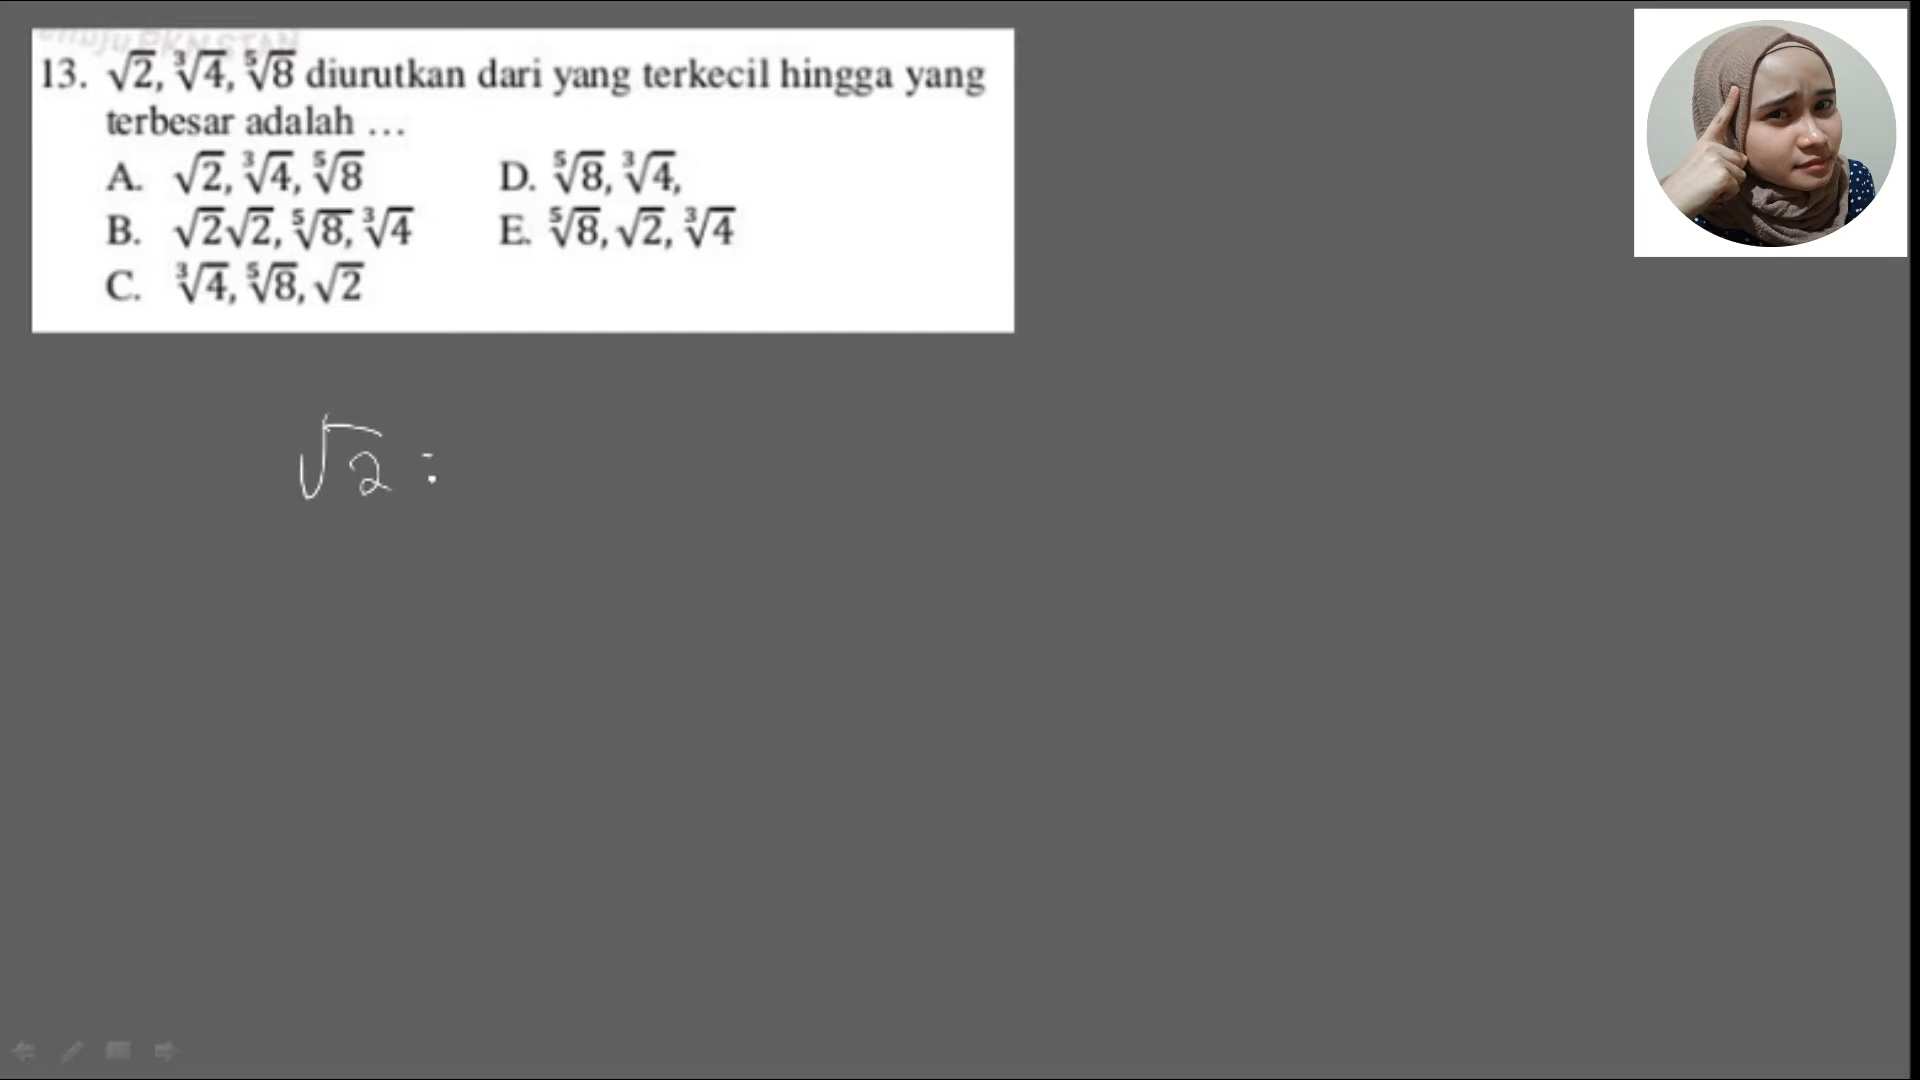 13. √2, ∛4, ⁵√8 diurutkan dari yang terkecil hingga yang
terbesar adalah …
A. √2, ∛4, ⁵√8
B. √2√2, ⁵√8, ∛4
C. ∛4, ⁵√8, √2
D. ⁵√8, ∛4,
E. ⁵√8, √2, ∛4
√2 :